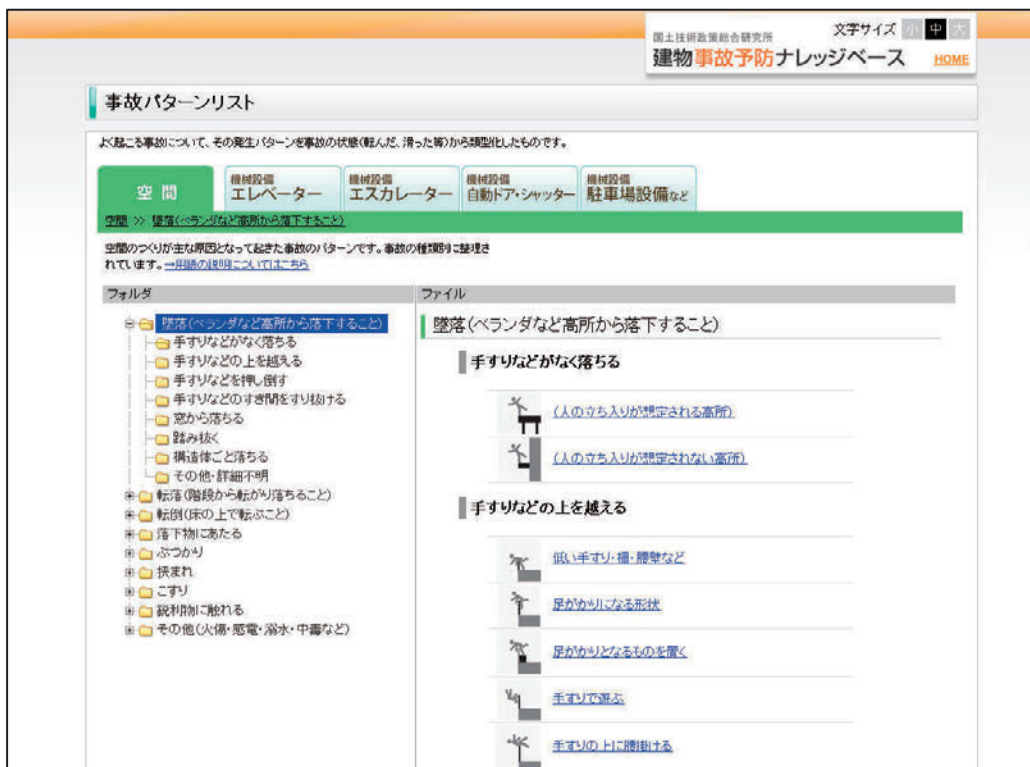 文字サイズ 小 中 大
国土技術政策総合研究所
建物事故予防ナレッジベース HOME
事故パターンリスト
よく起こる事故について、その発生パターンを事故の状態(転んだ、滑った等)から類型化したものです。
空間
機械設備
エレベーター
機械設備
エスカレーター
機械設備
自動ドア・シャッター
機械設備
駐車場設備など
空間 >> 墜落(ベランダなど高所から落下すること)
空間のつくりが主な原因となって起きた事故のパターンです。事故の種類別に整理さ
れています。→用語の説明についてはこちら
フォルダ
墜落(ベランダなど高所から落下すること)
手すりなどがなく落ちる
手すりなどの上を越える
手すりなどを押し倒す
手すりなどのすき間をすり抜ける
窓から落ちる
踏み抜く
構造体ごと落ちる
その他・詳細不明
転落(階段から転がり落ちること)
転倒(床の上で転ぶこと)
落下物にあたる
ぶつかり
挟まれ
こすり
鋭利物に触れる
その他(火傷・感電・溺水・中毒など)
ファイル
墜落(ベランダなど高所から落下すること)
手すりなどがなく落ちる
(人の立ち入りが想定される高所)
(人の立ち入りが想定されない高所)
手すりなどの上を越える
低い手すり・柵・腰壁など
足がかりになる形状
足がかりとなるものを置く
手すりで遊ぶ
手すりの上に腰掛ける